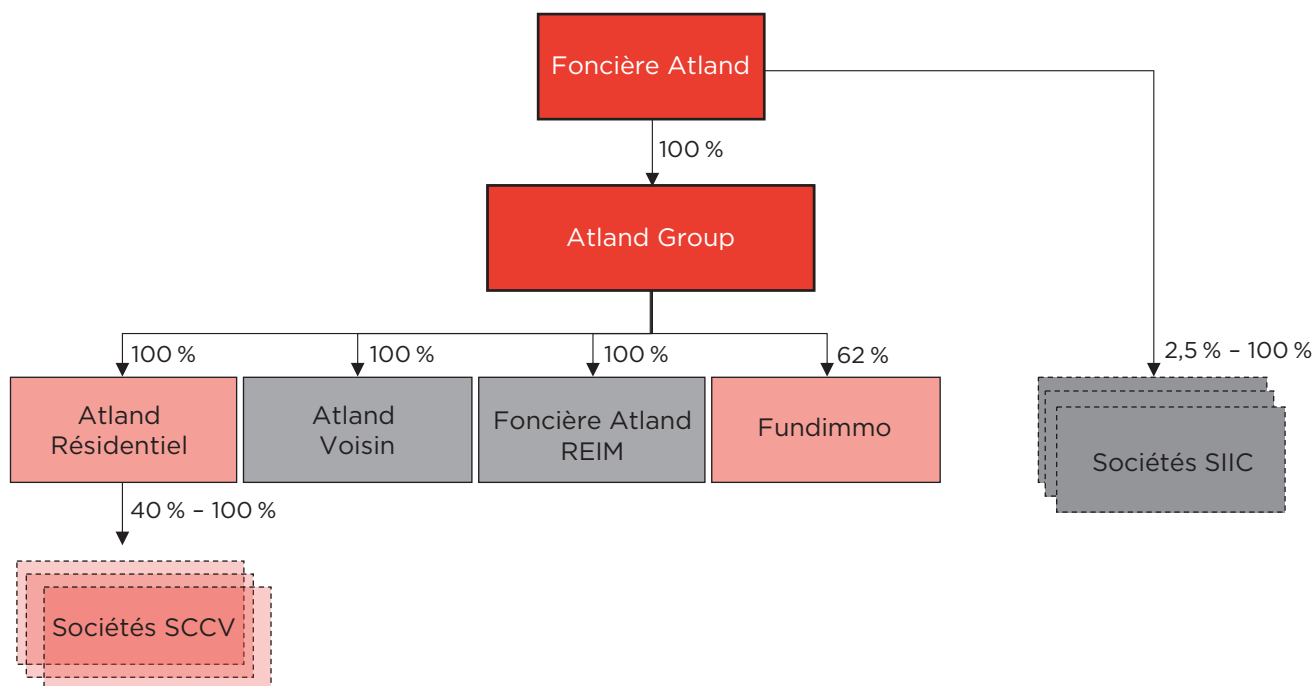 Foncière Atland
100 %
Atland Group
100 %
100 %
100 %
62 %
2,5 % – 100 %
Atland
Résidentiel
Atland
Voisin
Foncière Atland
REIM
Fundimmo
Sociétés SIIC
40 % – 100 %
Sociétés SCCV